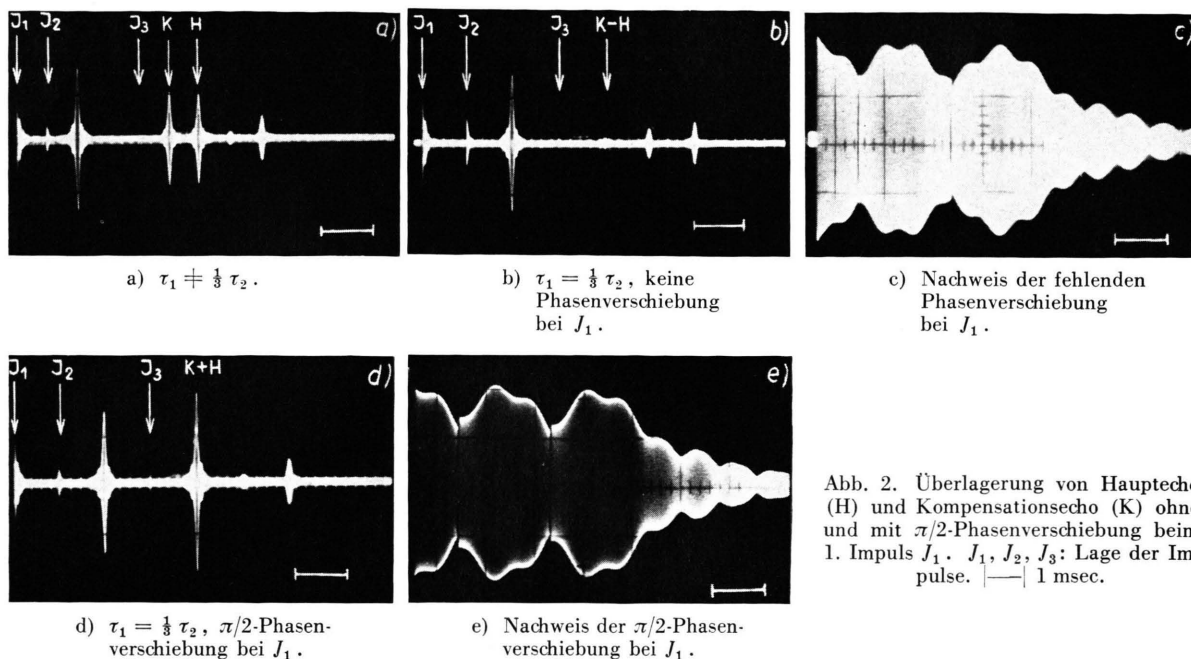 J₁ J₂ J₃ K H a)
J₁ J₂ J₃ K-H b)
c)
a) τ₁ ≠ ⅓ τ₂ .
b) τ₁ = ⅓ τ₂ , keine
Phasenverschiebung
bei J₁ .
c) Nachweis der fehlenden
Phasenverschiebung
bei J₁ .
J₁ J₂ J₃ K+H d)
e)
d) τ₁ = ⅓ τ₂, π/2-Phasen-
verschiebung bei J₁ .
e) Nachweis der π/2-Phasen-
verschiebung bei J₁ .
Abb. 2. Überlagerung von Hauptecho
(H) und Kompensationsecho (K) ohne
und mit π/2-Phasenverschiebung beim
1. Impuls J₁ . J₁, J₂, J₃: Lage der Im-
pulse. |—| 1 msec.